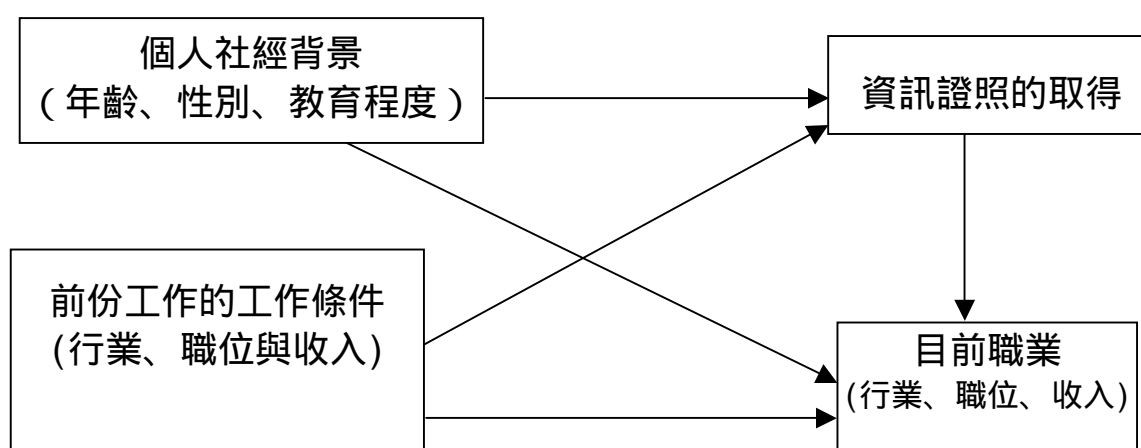 個人社經背景
（年齡、性別、教育程度）
資訊證照的取得
前份工作的工作條件
(行業、職位與收入)
目前職業
(行業、職位、收入)